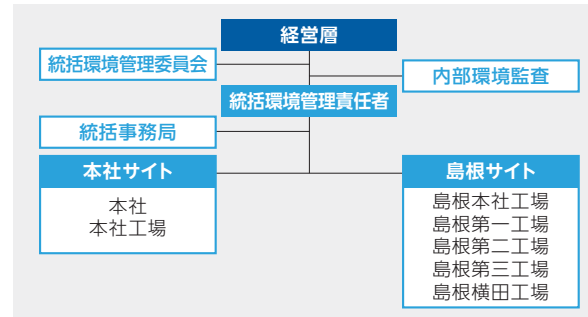 経営層
統括環境管理委員会
内部環境監査
統括環境管理責任者
統括事務局
本社サイト
本社
本社工場
島根サイト
島根本社工場
島根第一工場
島根第二工場
島根第三工場
島根横田工場